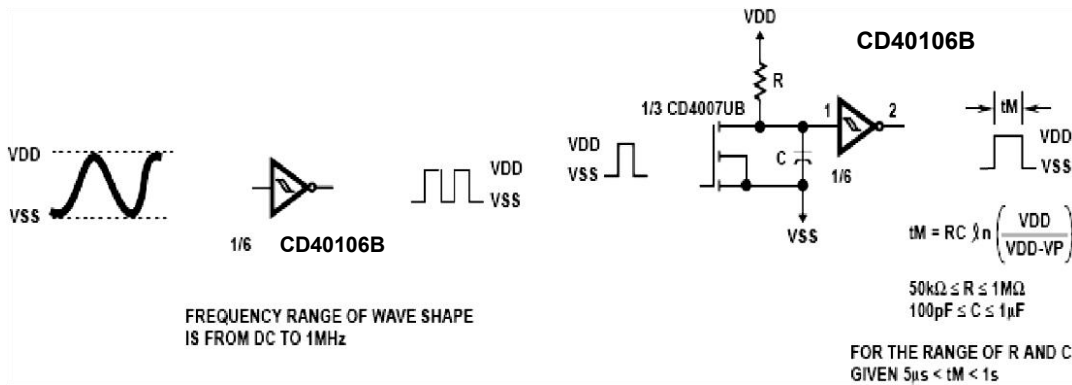 VDD
VSS
1/6 CD40106B
VDD
VSS
FREQUENCY RANGE OF WAVE SHAPE
IS FROM DC TO 1MHz
VDD
CD40106B
R
1/3 CD4007UB
1
2
tM
VDD
VSS
C
1/6
VDD
VSS
VSS
tM = RC ln (VDD / VDD-VP)
50kΩ ≤ R ≤ 1MΩ
100pF ≤ C ≤ 1μF
FOR THE RANGE OF R AND C
GIVEN 5μs < tM < 1s